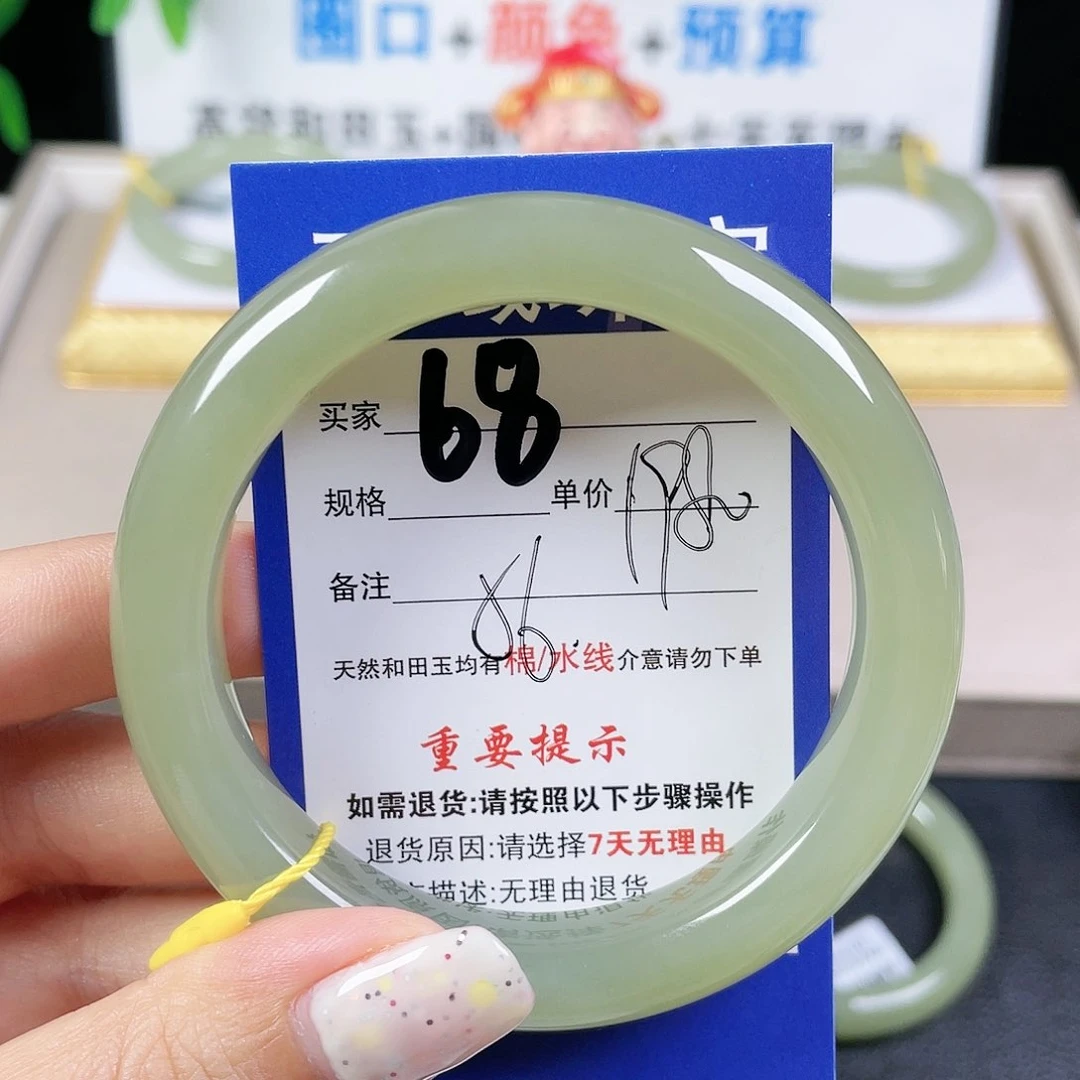 圈口+颜色+预算
买家
68
规格 单价
备注
86
天然和田玉均有棉/水线介意请勿下单
重要提示
如需退货:请按照以下步骤操作
退货原因:请选择7天无理由
描述:无理由退货